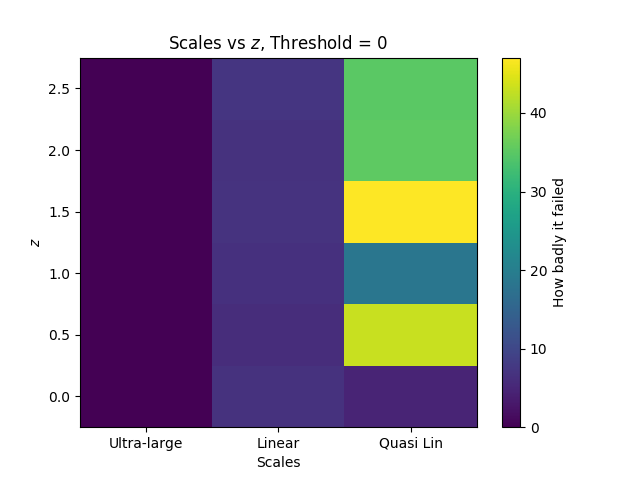 Scales vs z, Threshold = 0
2.5
2.0
1.5
1.0
0.5
0.0
z
Ultra-large
Linear
Quasi Lin
Scales
40
30
20
10
0
How badly it failed